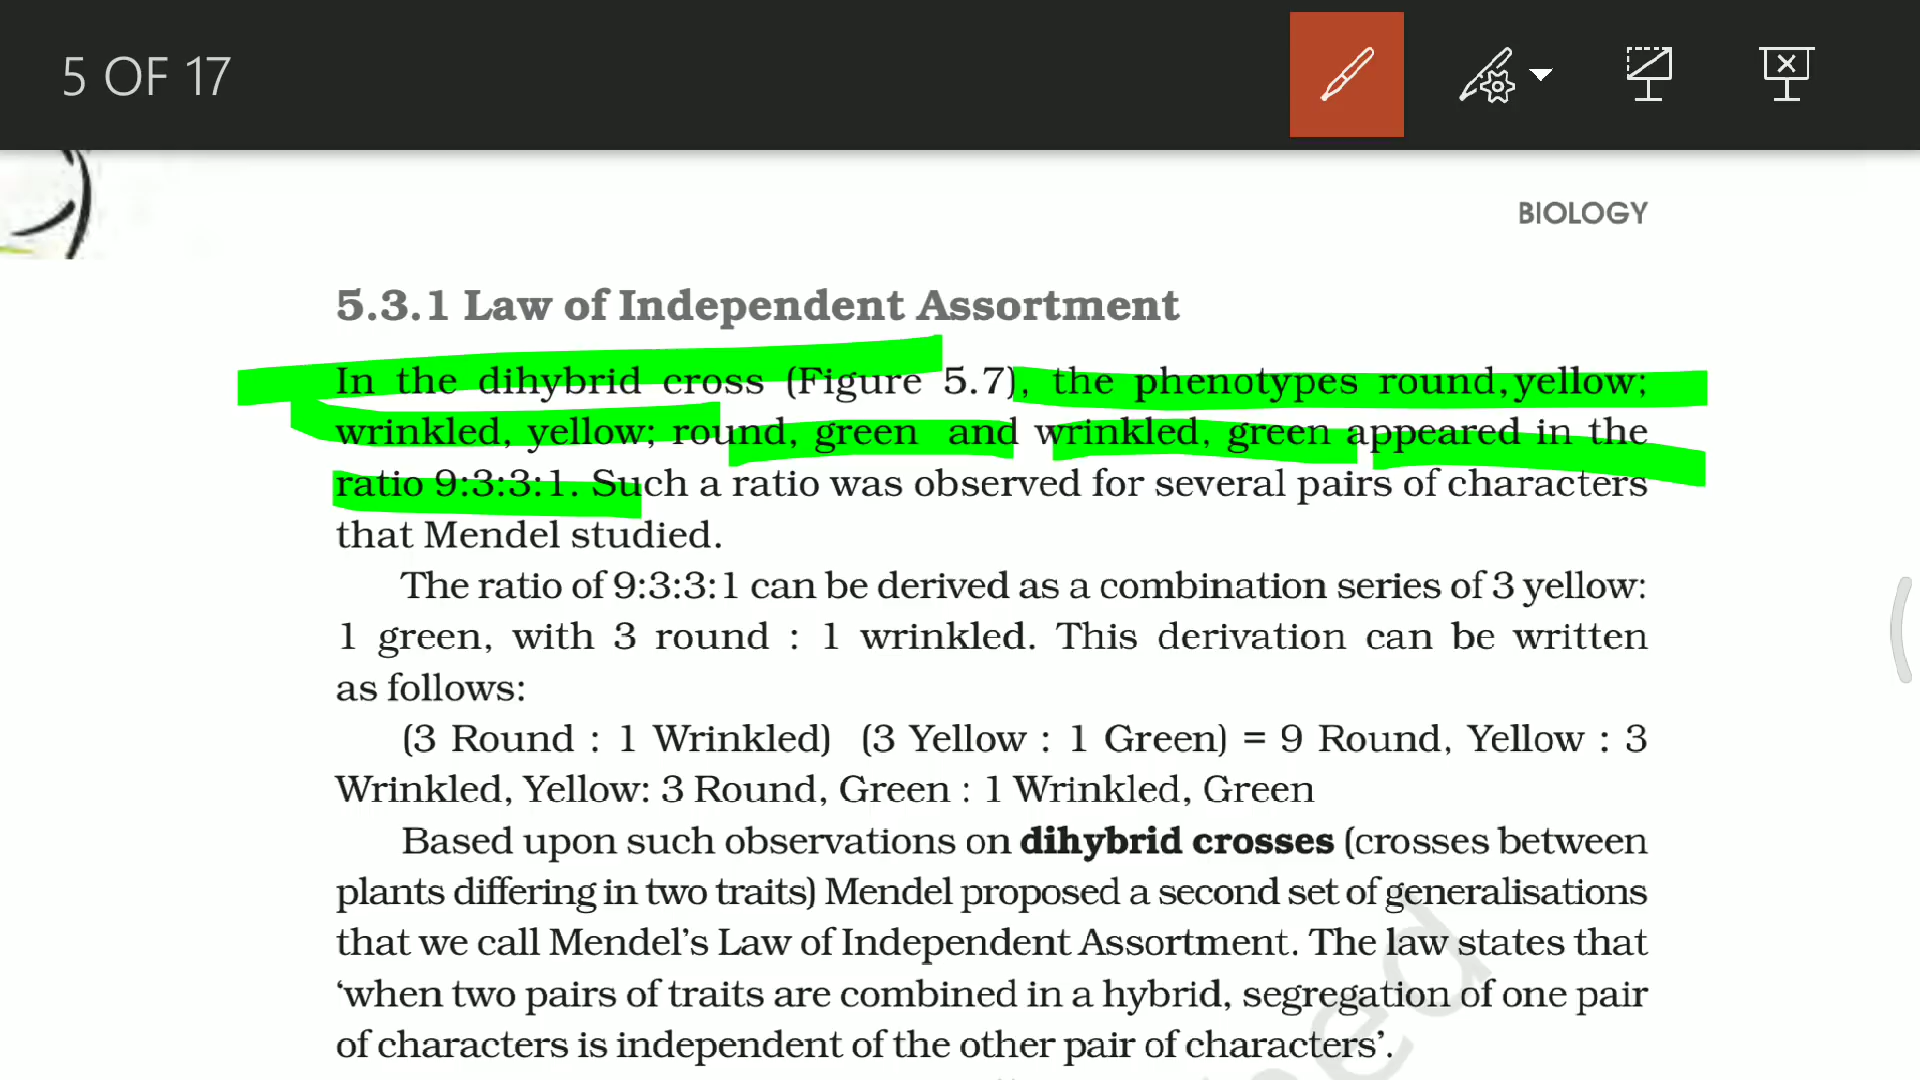 5 OF 17
BIOLOGY
5.3.1 Law of Independent Assortment
In the dihybrid cross (Figure 5.7), the phenotypes round,yellow;
wrinkled, yellow; round, green and wrinkled, green appeared in the
ratio 9:3:3:1. Such a ratio was observed for several pairs of characters
that Mendel studied.
The ratio of 9:3:3:1 can be derived as a combination series of 3 yellow:
1 green, with 3 round : 1 wrinkled. This derivation can be written
as follows:
(3 Round : 1 Wrinkled) (3 Yellow : 1 Green) = 9 Round, Yellow : 3
Wrinkled, Yellow: 3 Round, Green : 1 Wrinkled, Green
Based upon such observations on dihybrid crosses (crosses between
plants differing in two traits) Mendel proposed a second set of generalisations
that we call Mendel's Law of Independent Assortment. The law states that
‘when two pairs of traits are combined in a hybrid, segregation of one pair
of characters is independent of the other pair of characters’.